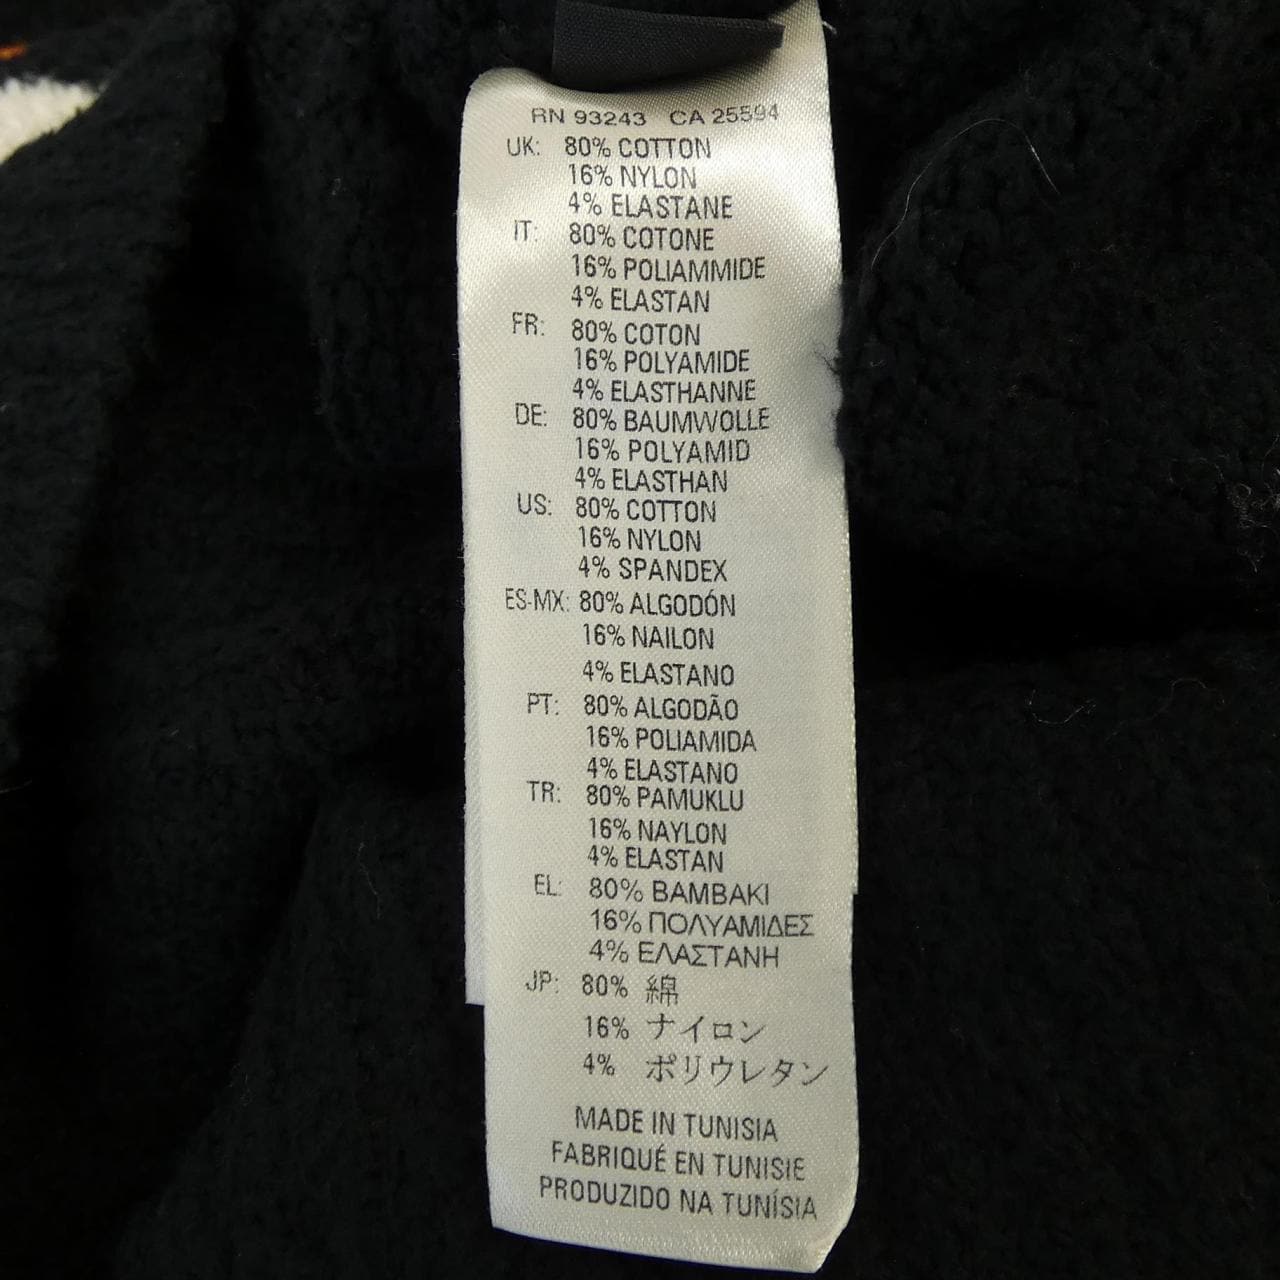 RN 93243 CA 25594
UK: 80% COTTON
16% NYLON
4% ELASTANE
IT: 80% COTONE
16% POLIAMMIDE
4% ELASTAN
FR: 80% COTON
16% POLYAMIDE
4% ELASTHANNE
DE: 80% BAUMWOLLE
16% POLYAMID
4% ELASTHAN
US: 80% COTTON
16% NYLON
4% SPANDEX
ES-MX: 80% ALGODÓN
16% NAILON
4% ELASTANO
PT: 80% ALGODÃO
16% POLIAMIDA
4% ELASTANO
TR: 80% PAMUKLU
16% NAYLON
4% ELASTAN
EL: 80% BAMBAKI
16% ΠΟΛΥΑΜΙΔΕΣ
4% ΕΛΑΣΤΑΝΗ
JP: 80% 綿
16% ナイロン
4% ポリウレタン
MADE IN TUNISIA
FABRIQUÉ EN TUNISIE
PRODUZIDO NA TUNÍSIA